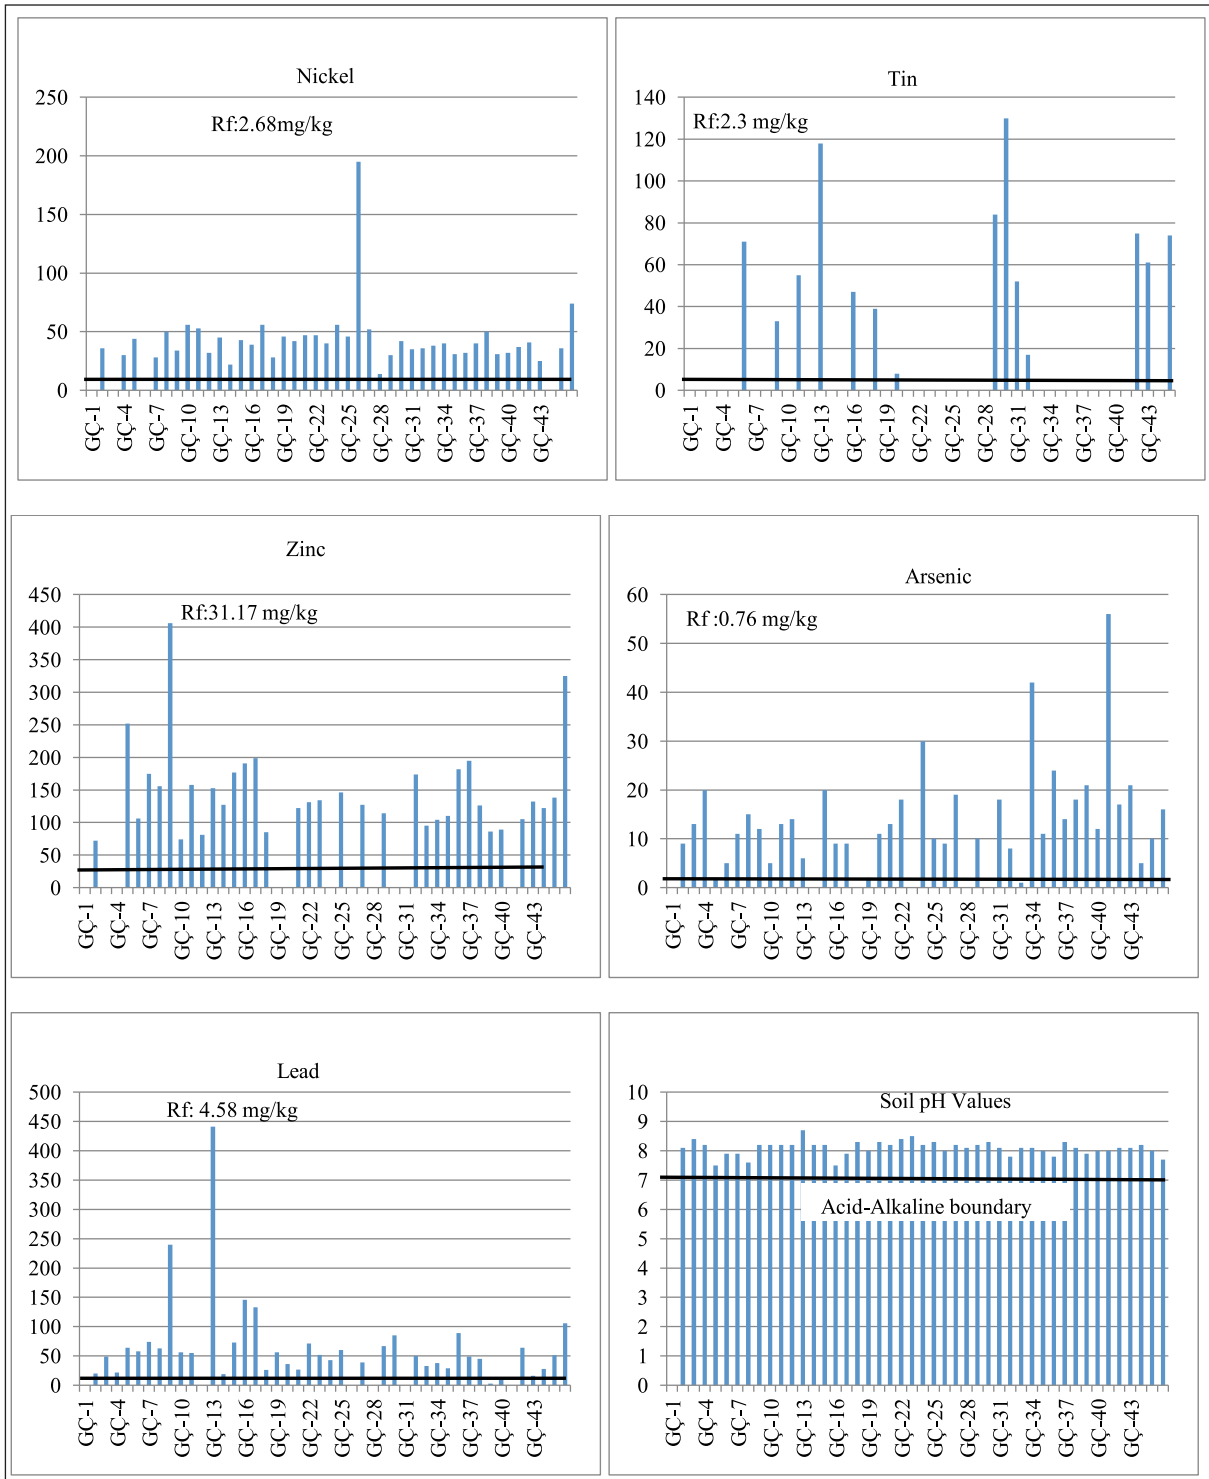 Nickel
Rf:2.68mg/kg
250
200
150
100
50
0
GÇ-1
GÇ-4
GÇ-7
GÇ-10
GÇ-13
GÇ-16
GÇ-19
GÇ-22
GÇ-25
GÇ-28
GÇ-31
GÇ-34
GÇ-37
GÇ-40
GÇ-43
Tin
Rf:2.3 mg/kg
140
120
100
80
60
40
20
0
GÇ-1
GÇ-4
GÇ-7
GÇ-10
GÇ-13
GÇ-16
GÇ-19
GÇ-22
GÇ-25
GÇ-28
GÇ-31
GÇ-34
GÇ-37
GÇ-40
GÇ-43
Zinc
Rf:31.17 mg/kg
450
400
350
300
250
200
150
100
50
0
GÇ-1
GÇ-4
GÇ-7
GÇ-10
GÇ-13
GÇ-16
GÇ-19
GÇ-22
GÇ-25
GÇ-28
GÇ-31
GÇ-34
GÇ-37
GÇ-40
GÇ-43
Arsenic
Rf :0.76 mg/kg
60
50
40
30
20
10
0
GÇ-1
GÇ-4
GÇ-7
GÇ-10
GÇ-13
GÇ-16
GÇ-19
GÇ-22
GÇ-25
GÇ-28
GÇ-31
GÇ-34
GÇ-37
GÇ-40
GÇ-43
Lead
Rf: 4.58 mg/kg
500
450
400
350
300
250
200
150
100
50
0
GÇ-1
GÇ-4
GÇ-7
GÇ-10
GÇ-13
GÇ-16
GÇ-19
GÇ-22
GÇ-25
GÇ-28
GÇ-31
GÇ-34
GÇ-37
GÇ-40
GÇ-43
Soil pH Values
10
9
8
7
6
5
4
3
2
1
0
Acid-Alkaline boundary
GÇ-1
GÇ-4
GÇ-7
GÇ-10
GÇ-13
GÇ-16
GÇ-19
GÇ-22
GÇ-25
GÇ-28
GÇ-31
GÇ-34
GÇ-37
GÇ-40
GÇ-43